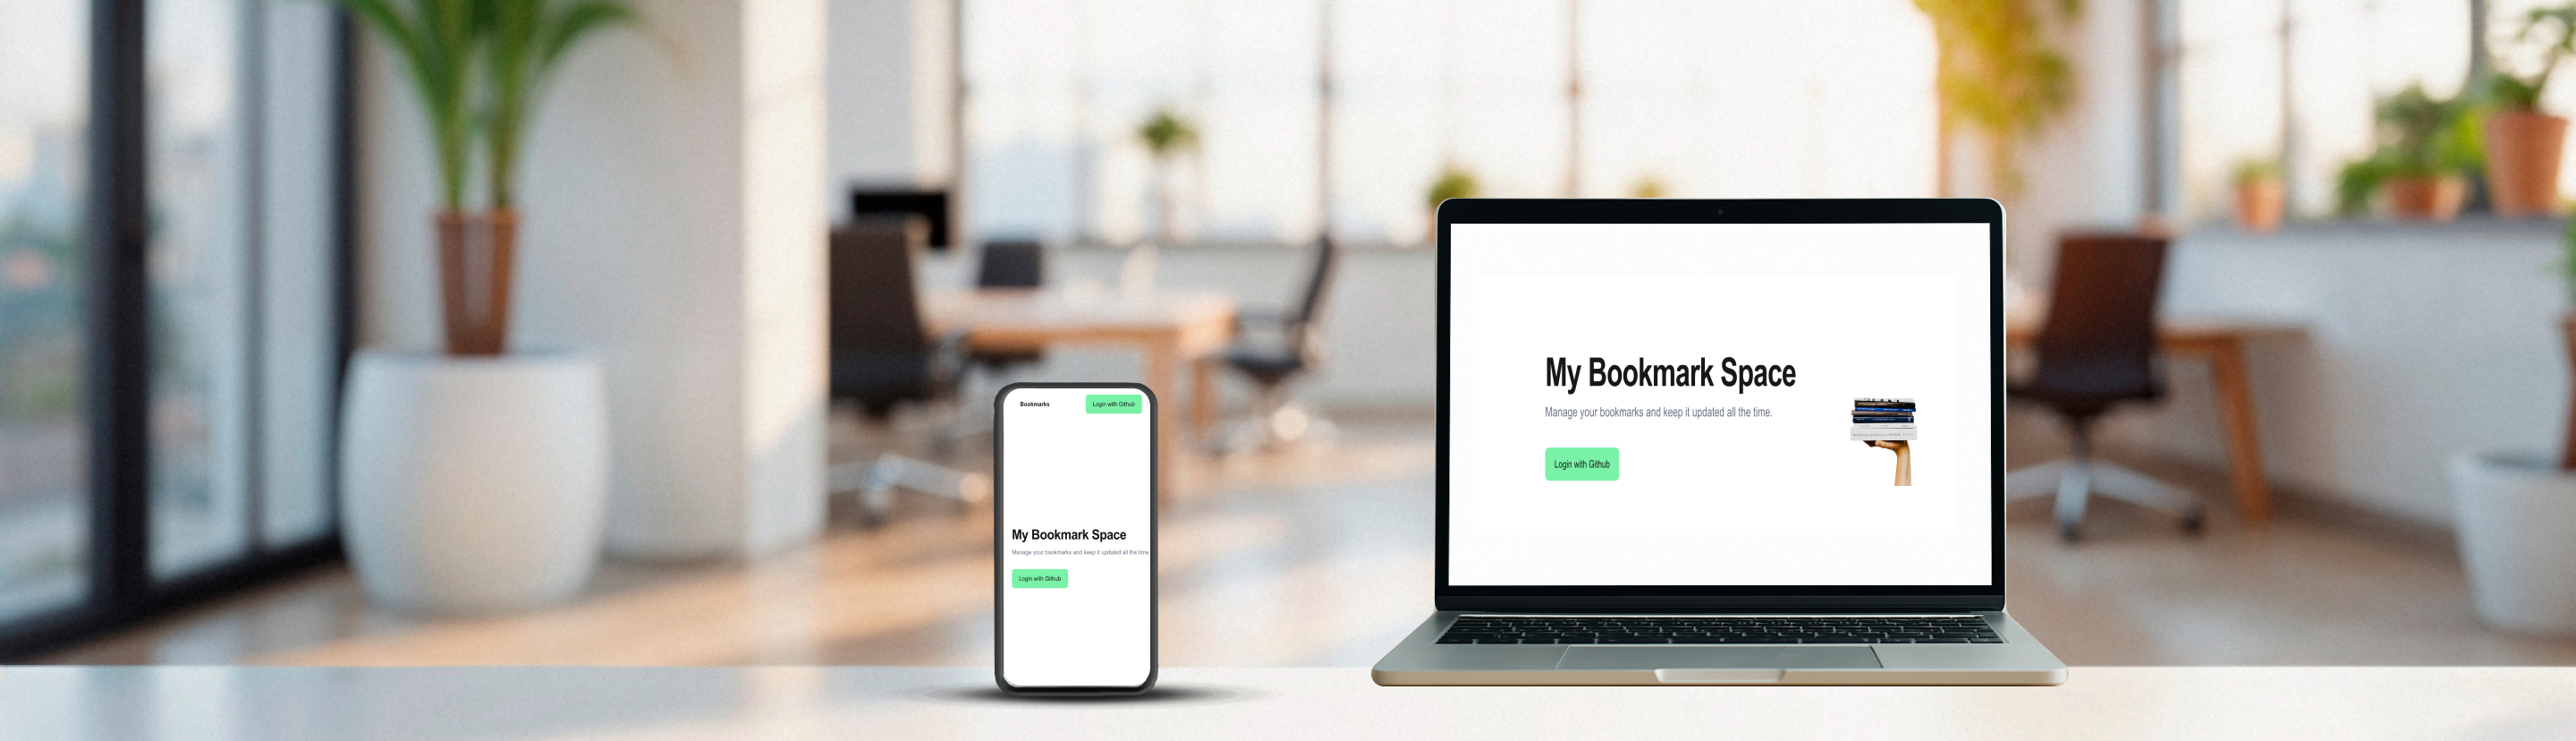 Bookmarks
Login with Github
My Bookmark Space
Manage your bookmarks and keep it updated all the time.
Login with Github
My Bookmark Space
Manage your bookmarks and keep it updated all the time.
Login with Github